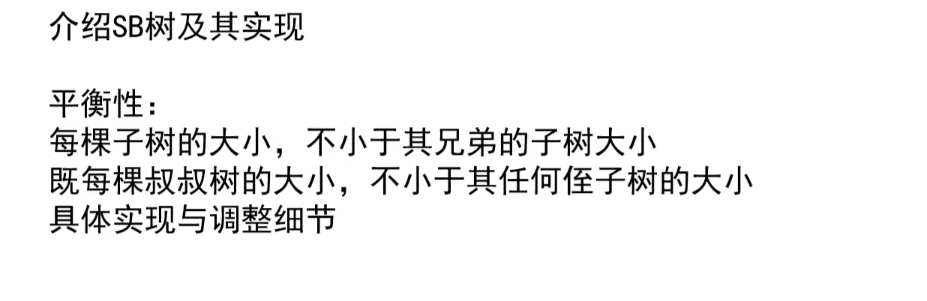 介绍SB树及其实现
平衡性：
每棵子树的大小，不小于其兄弟的子树大小
既每棵叔叔树的大小，不小于其任何侄子树的大小
具体实现与调整细节